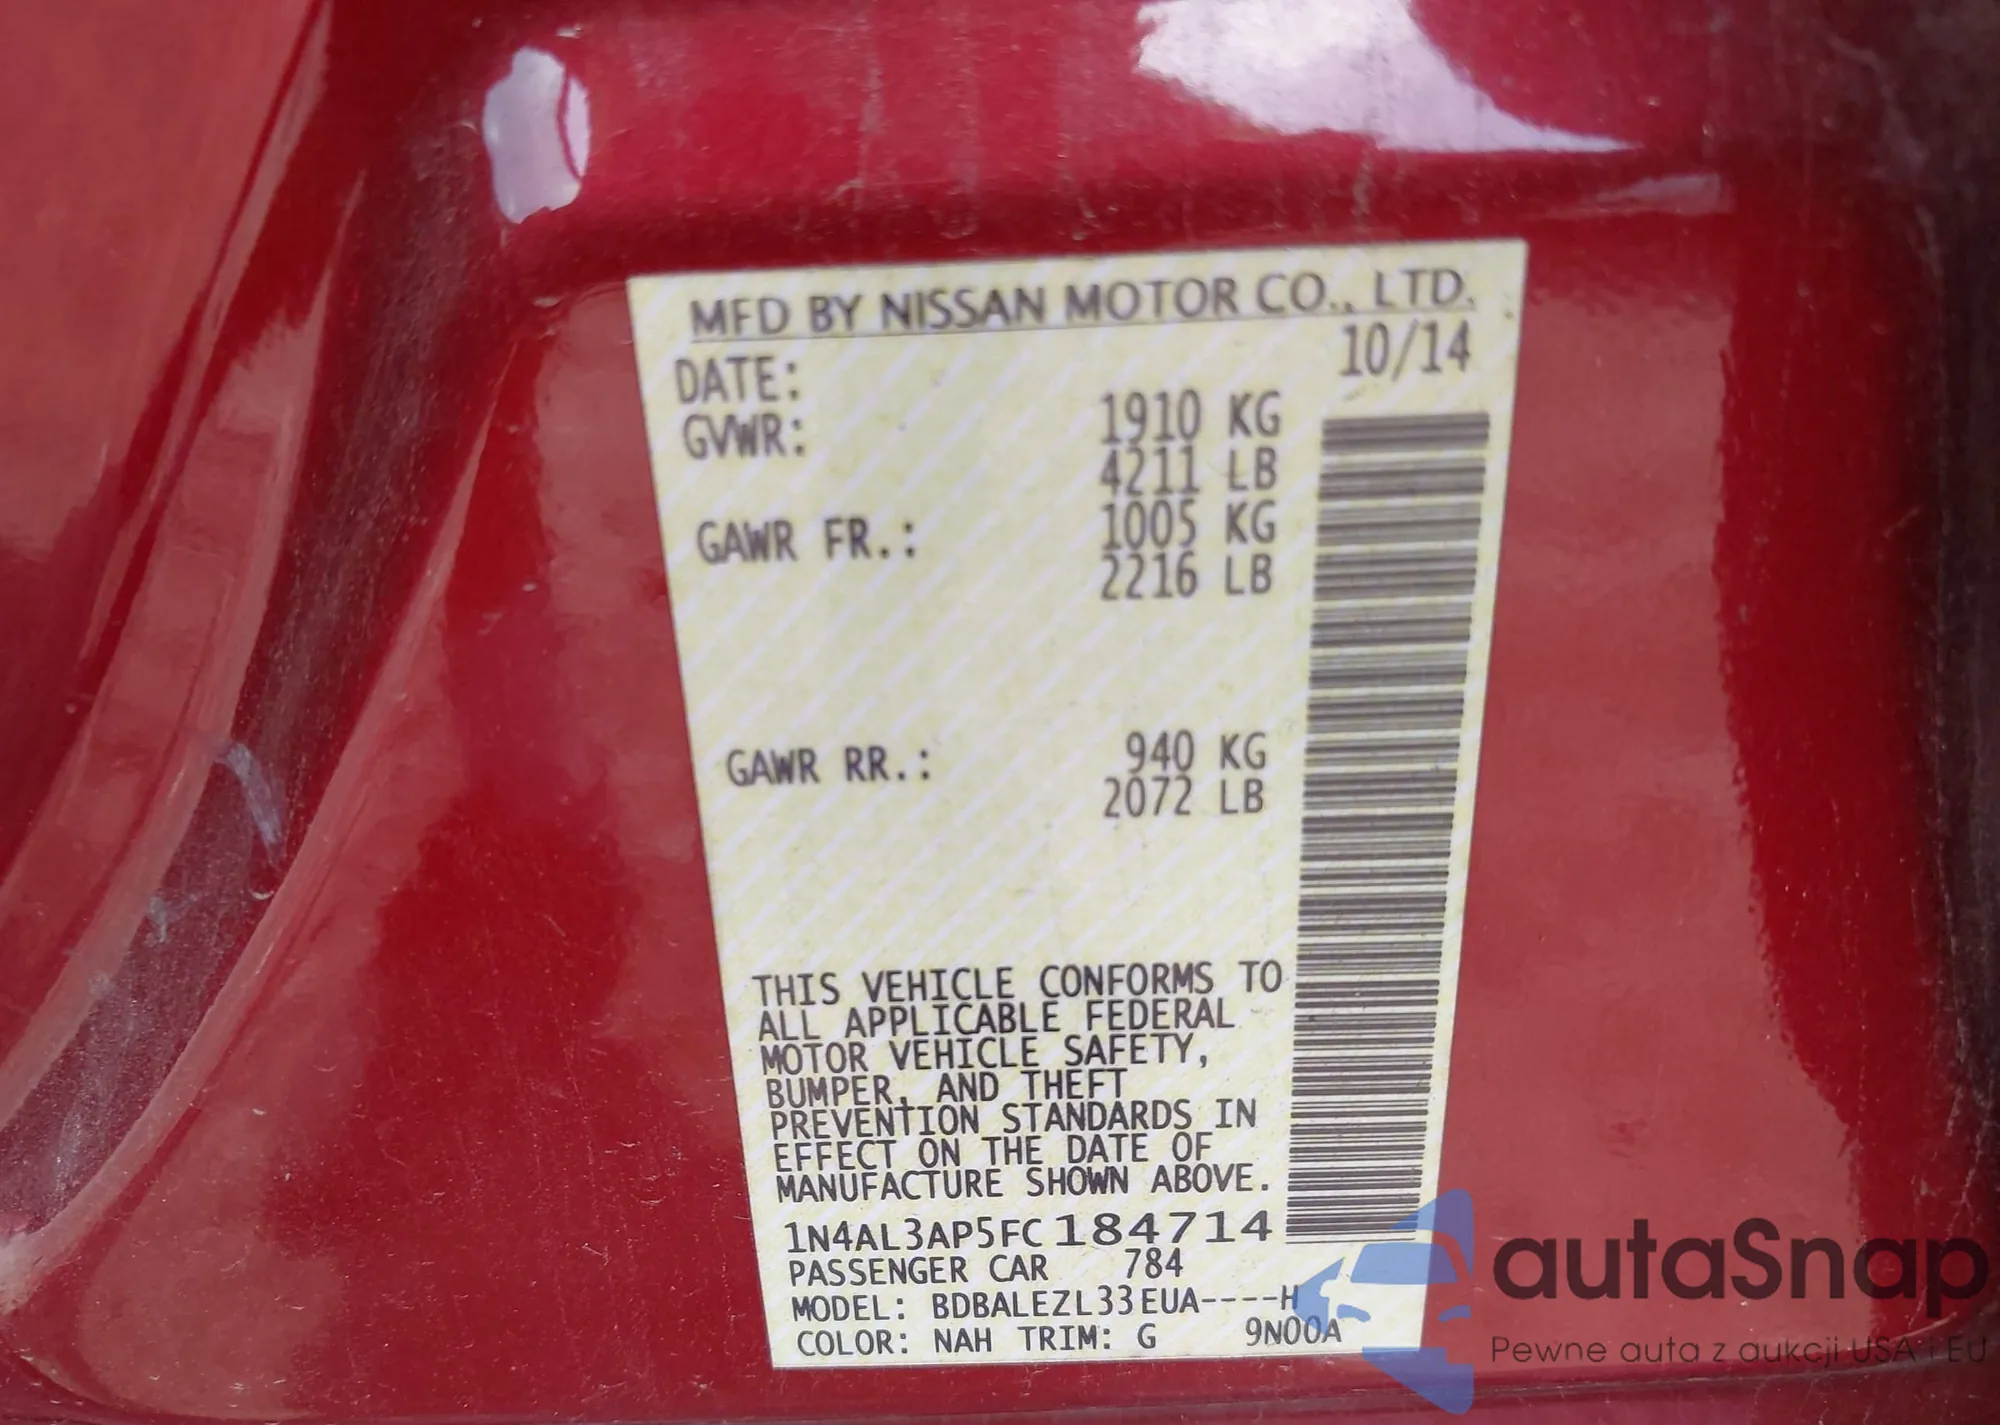 MFD BY NISSAN MOTOR CO., LTD.
DATE: 10/14
GVWR: 1910 KG
4211 LB
GAWR FR.: 1005 KG
2216 LB
GAWR RR.: 940 KG
2072 LB
THIS VEHICLE CONFORMS TO
ALL APPLICABLE FEDERAL
MOTOR VEHICLE SAFETY,
BUMPER, AND THEFT
PREVENTION STANDARDS IN
EFFECT ON THE DATE OF
MANUFACTURE SHOWN ABOVE.
1N4AL3AP5FC184714
PASSENGER CAR 784
MODEL: BDBALEZL33EUA----H
COLOR: NAH TRIM: G 9N00A
autaSnap
Pewne auta z aukcji USA i EU